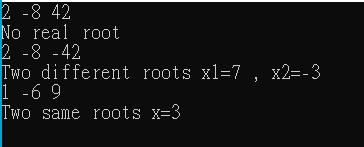 2 -8 42
No real root
2 -8 -42
Two different roots x1=7 , x2=-3
1 -6 9
Two same roots x=3